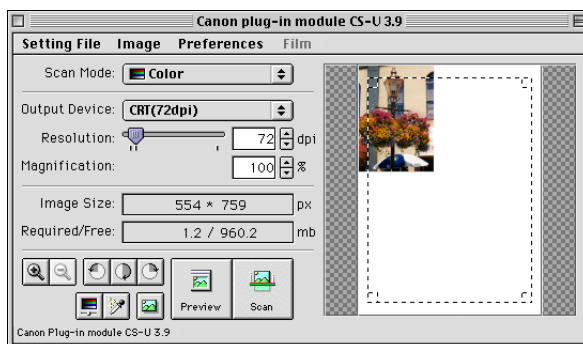 Canon plug-in module CS-U 3.9
Setting File Image Preferences Film
Scan Mode: Color
Output Device: CRT(72dpi)
Resolution: 72 dpi
Magnification: 100 %
Image Size: 554 * 759 px
Required/Free: 1.2 / 960.2 mb
Preview Scan
Canon Plug-in module CS-U 3.9